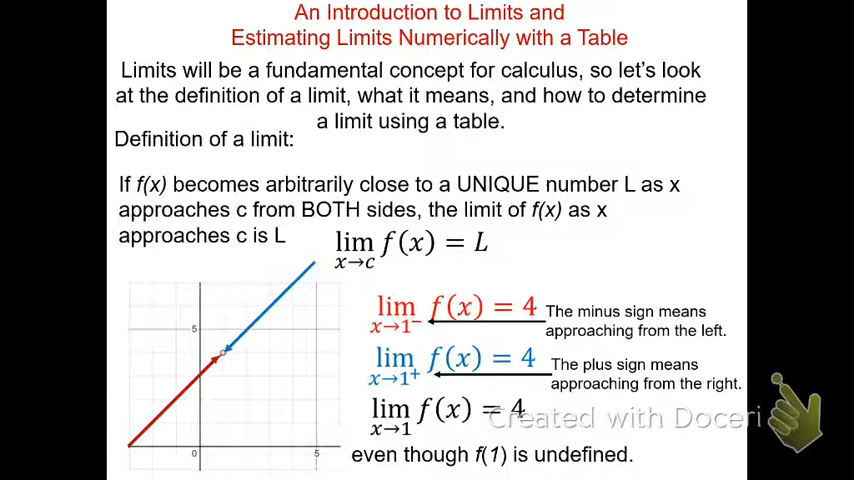 An Introduction to Limits and
Estimating Limits Numerically with a Table
Limits will be a fundamental concept for calculus, so let's look
at the definition of a limit, what it means, and how to determine
a limit using a table.
Definition of a limit:
If f(x) becomes arbitrarily close to a UNIQUE number L as x
approaches c from BOTH sides, the limit of f(x) as x
approaches c is L
lim f(x) = L
x→c
5
0
5
lim f(x) = 4
x→1⁻
The minus sign means
approaching from the left.
lim f(x) = 4
x→1⁺
The plus sign means
approaching from the right.
lim f(x) = 4
x→1
Created with Doceri
even though f(1) is undefined.